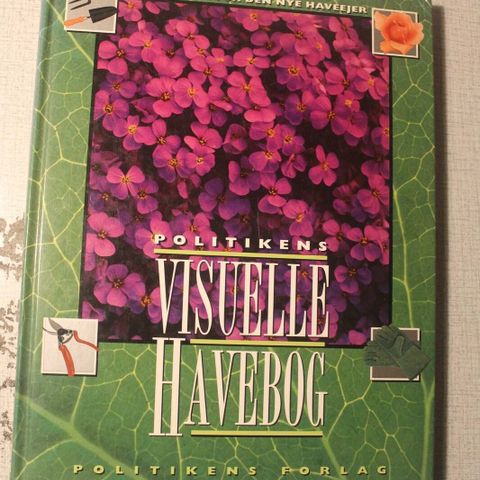 DEN NYE HAVEEJER
POLITIKENS
VISUELLE
HAVEBOG
POLITIKENS FORLAG